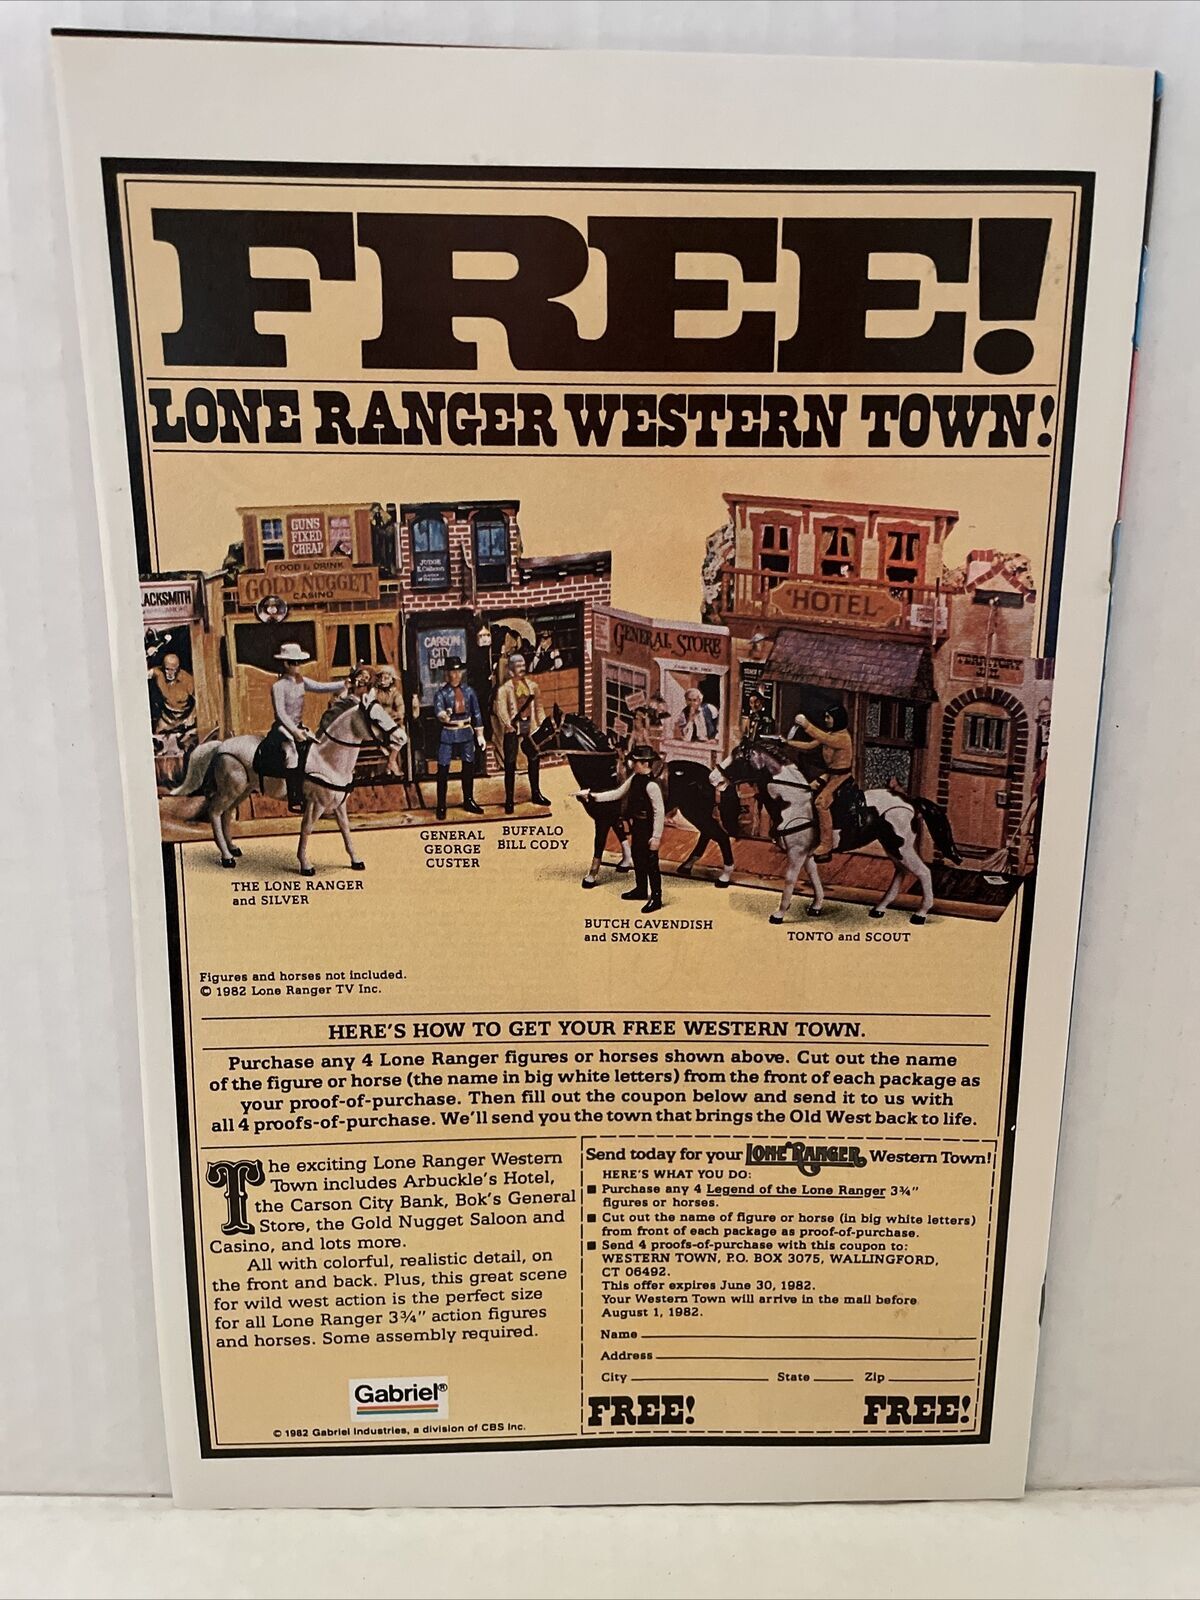 FREE!
LONE RANGER WESTERN TOWN!
GUNS
FIXED
CHEAP
FOOD & DRINK
GOLD NUGGET
CASINO
ACKSMITH
JUDGE
CARSON
CITY
BA
GENERAL STORE
HOTEL
TERRITORY
THE LONE RANGER
and SILVER
GENERAL
GEORGE
CUSTER
BUFFALO
BILL CODY
BUTCH CAVENDISH
and SMOKE
TONTO and SCOUT
Figures and horses not included.
© 1982 Lone Ranger TV Inc.
HERE'S HOW TO GET YOUR FREE WESTERN TOWN.
Purchase any 4 Lone Ranger figures or horses shown above. Cut out the name
of the figure or horse (the name in big white letters) from the front of each package as
your proof-of-purchase. Then fill out the coupon below and send it to us with
all 4 proofs-of-purchase. We'll send you the town that brings the Old West back to life.
The exciting Lone Ranger Western
Town includes Arbuckle's Hotel,
the Carson City Bank, Bok's General
Store, the Gold Nugget Saloon and
Casino, and lots more.
All with colorful, realistic detail, on
the front and back. Plus, this great scene
for wild west action is the perfect size
for all Lone Ranger 3¾" action figures
and horses. Some assembly required.
Gabriel®
© 1982 Gabriel Industries, a division of CBS Inc.
Send today for your LONE RANGER Western Town!
HERE'S WHAT YOU DO:
■ Purchase any 4 Legend of the Lone Ranger 3¾"
figures or horses.
■ Cut out the name of figure or horse (in big white letters)
from front of each package as proof-of-purchase.
■ Send 4 proofs-of-purchase with this coupon to:
WESTERN TOWN, P.O. BOX 3075, WALLINGFORD,
CT 06492.
This offer expires June 30, 1982.
Your Western Town will arrive in the mail before
August 1, 1982.
Name
Address
City State Zip
FREE! FREE!